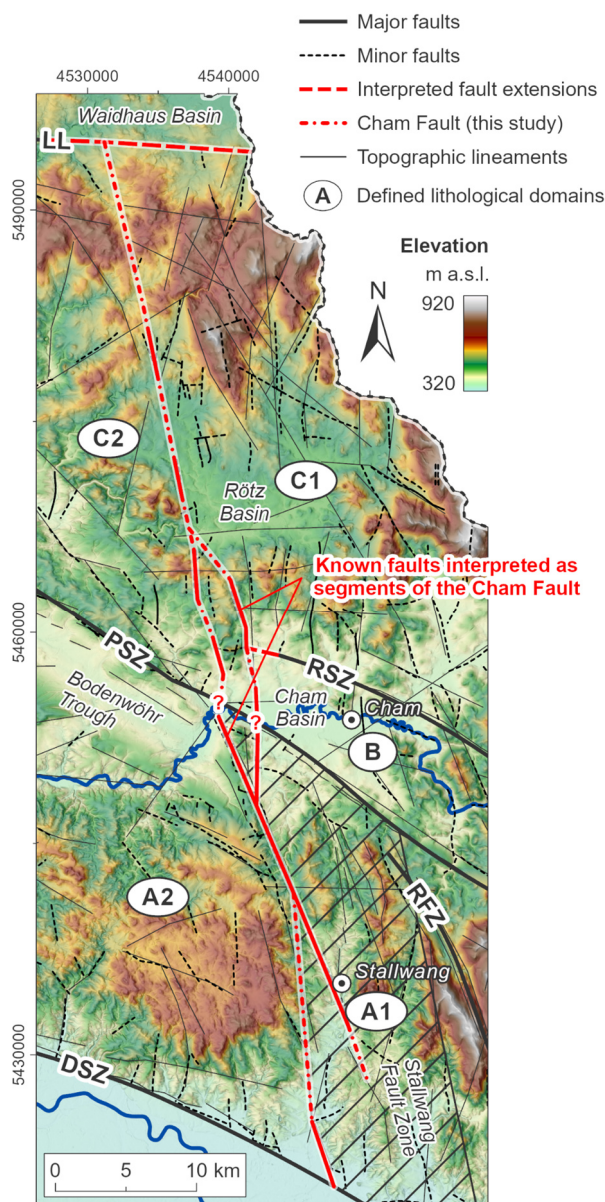 Major faults
Minor faults
Interpreted fault extensions
Cham Fault (this study)
Topographic lineaments
A Defined lithological domains
4530000 4540000
Waidhaus Basin
LL
5490000
Elevation
m a.s.l.
920
320
N
C2
C1
Rötz
Basin
Known faults interpreted as
segments of the Cham Fault
5460000
PSZ
RSZ
Bodenwöhr
Trough
?
?
Cham
Basin
Cham
B
A2
RFZ
Stallwang
A1
5430000
DSZ
Stallwang
Fault Zone
0 5 10 km